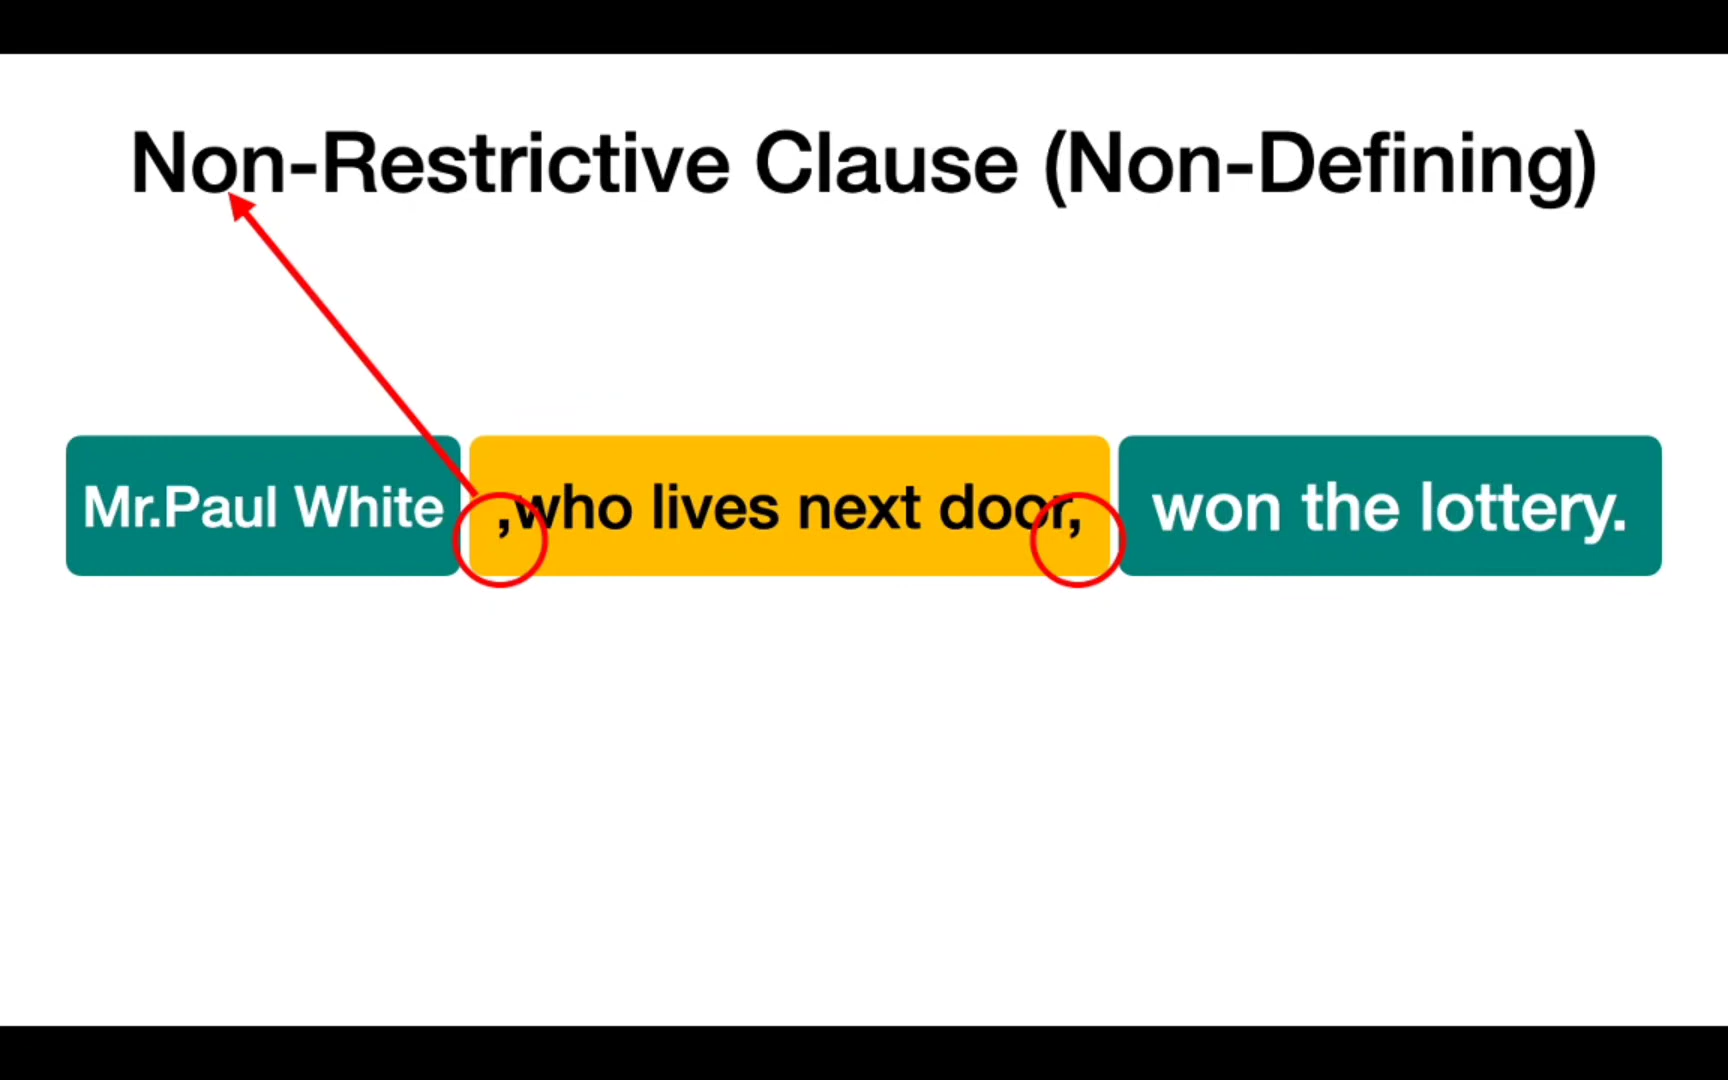 Non-Restrictive Clause (Non-Defining)
Mr.Paul White ,who lives next door, won the lottery.